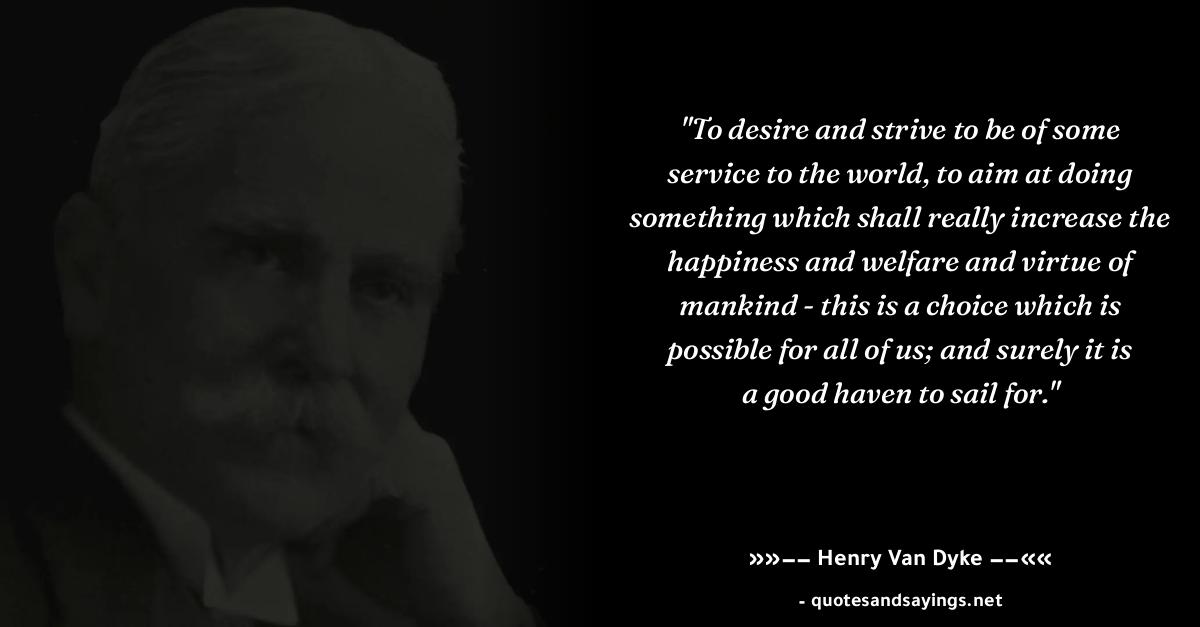 "To desire and strive to be of some
service to the world, to aim at doing
something which shall really increase the
happiness and welfare and virtue of
mankind - this is a choice which is
possible for all of us; and surely it is
a good haven to sail for."
»»–– Henry Van Dyke ––««
- quotesandsayings.net